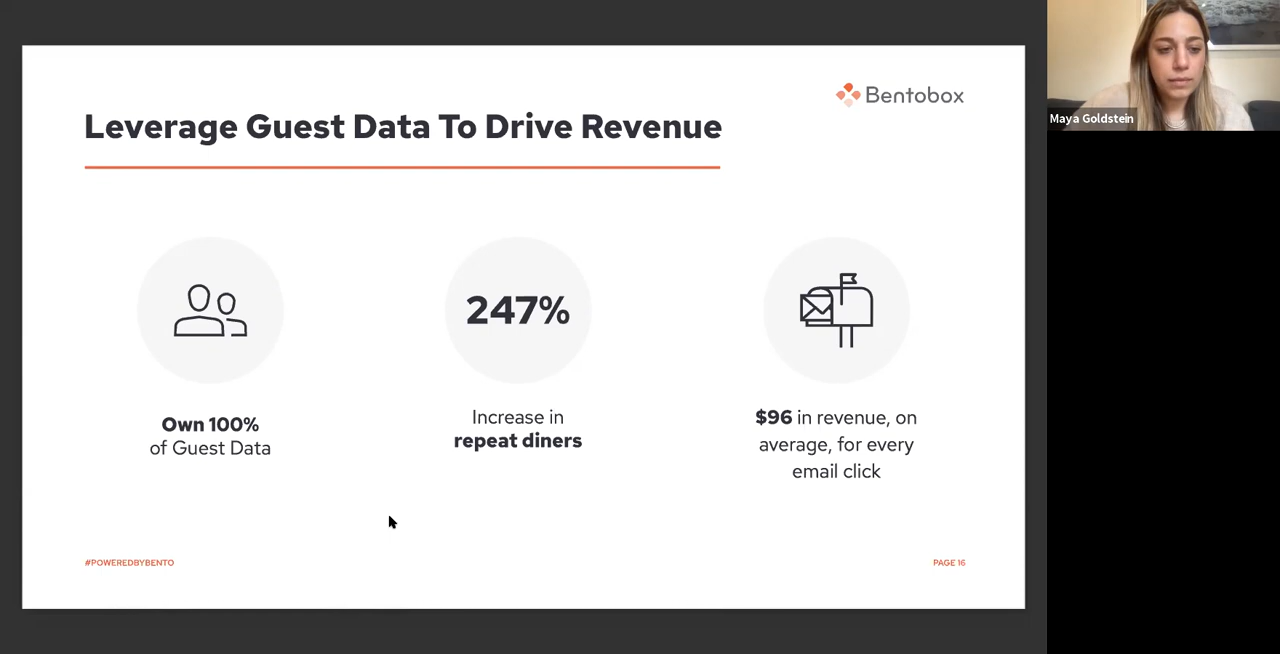 Bentobox
Leverage Guest Data To Drive Revenue
247%
Own 100%
of Guest Data
Increase in
repeat diners
$96 in revenue, on
average, for every
email click
#POWEREDBYBENTO
PAGE 16
Maya Goldstein